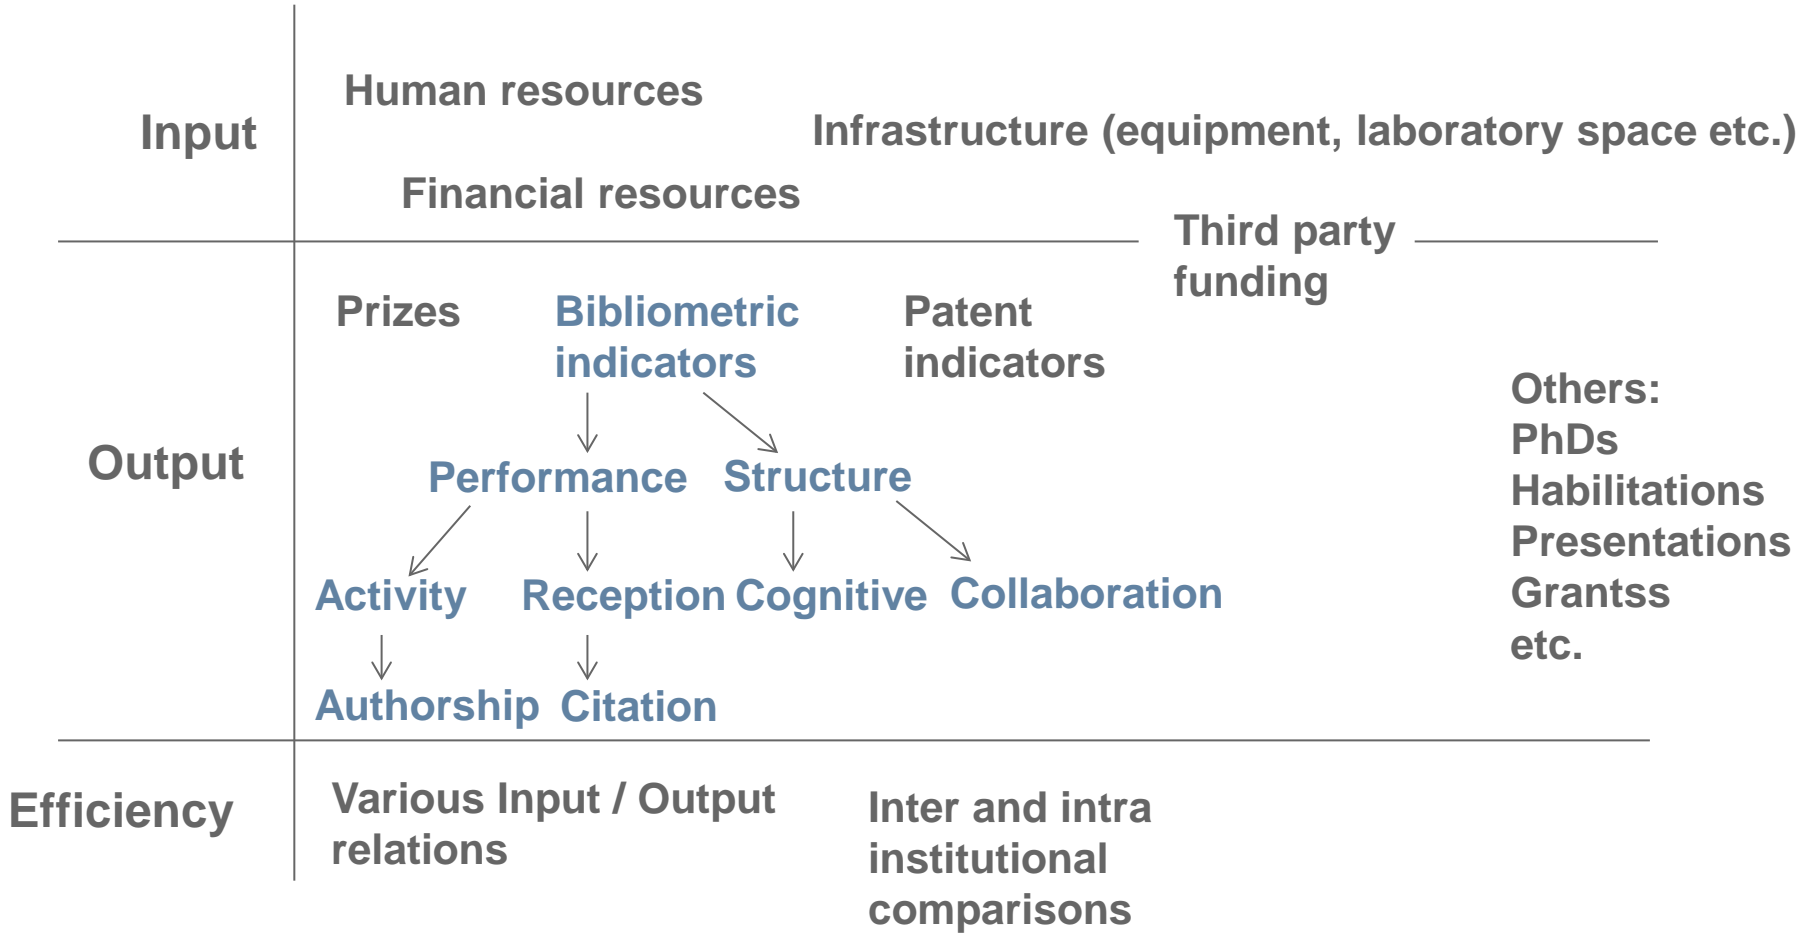 Input
Human resources
Infrastructure (equipment, laboratory space etc.)
Financial resources
Third party
funding
Output
Prizes
Bibliometric
indicators
Patent
indicators
Performance
Structure
Activity
Reception
Cognitive
Collaboration
Authorship
Citation
Others:
PhDs
Habilitations
Presentations
Grantss
etc.
Efficiency
Various Input / Output
relations
Inter and intra
institutional
comparisons